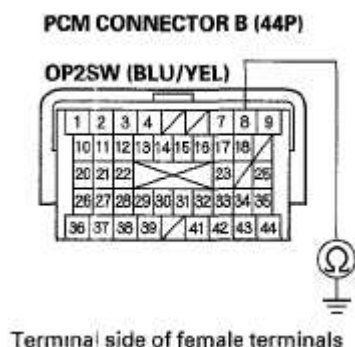 PCM CONNECTOR B (44P)
OP2SW (BLU/YEL)
1 2 3 4 7 8 9
10 11 12 13 14 15 16 17 18
20 21 22 23 25
26 27 28 29 30 31 32 33 34 35
36 37 38 39 41 42 43 44
Ω
Terminal side of female terminals